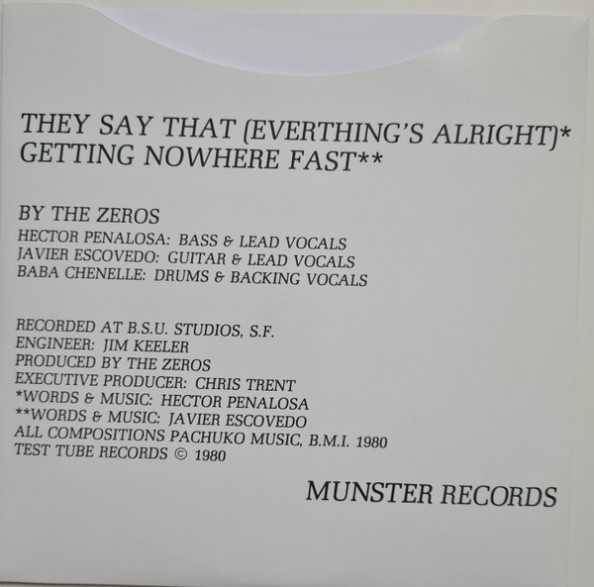 THEY SAY THAT (EVERTHING'S ALRIGHT)*
GETTING NOWHERE FAST**
BY THE ZEROS
HECTOR PENALOSA: BASS & LEAD VOCALS
JAVIER ESCOVEDO: GUITAR & LEAD VOCALS
BABA CHENELLE: DRUMS & BACKING VOCALS
RECORDED AT B.S.U. STUDIOS, S.F.
ENGINEER: JIM KEELER
PRODUCED BY THE ZEROS
EXECUTIVE PRODUCER: CHRIS TRENT
*WORDS & MUSIC: HECTOR PENALOSA
**WORDS & MUSIC: JAVIER ESCOVEDO
ALL COMPOSITIONS PACHUKO MUSIC, B.M.I. 1980
TEST TUBE RECORDS © 1980
MUNSTER RECORDS